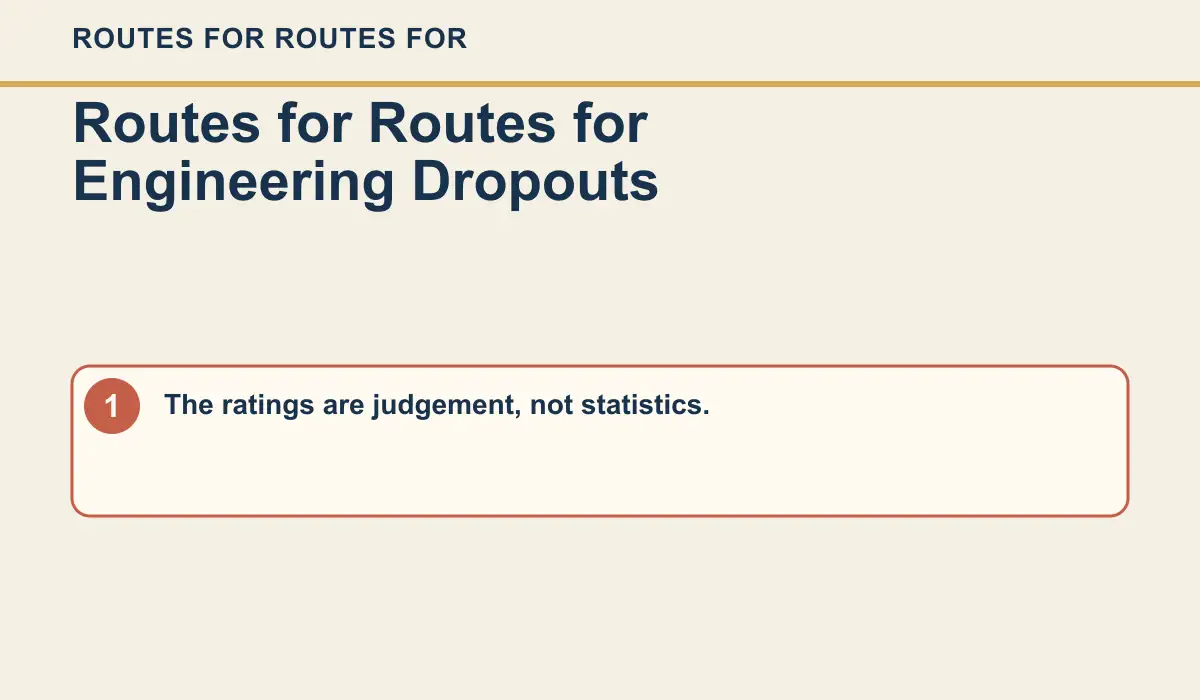 ROUTES FOR ROUTES FOR
Routes for Routes for
Engineering Dropouts
1
The ratings are judgement, not statistics.